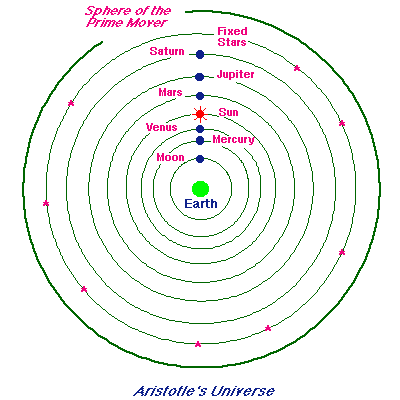 Sphere of the
Prime Mover
Fixed
Stars
Saturn
Jupiter
Mars
Sun
Venus
Mercury
Moon
Earth
Aristotle's Universe